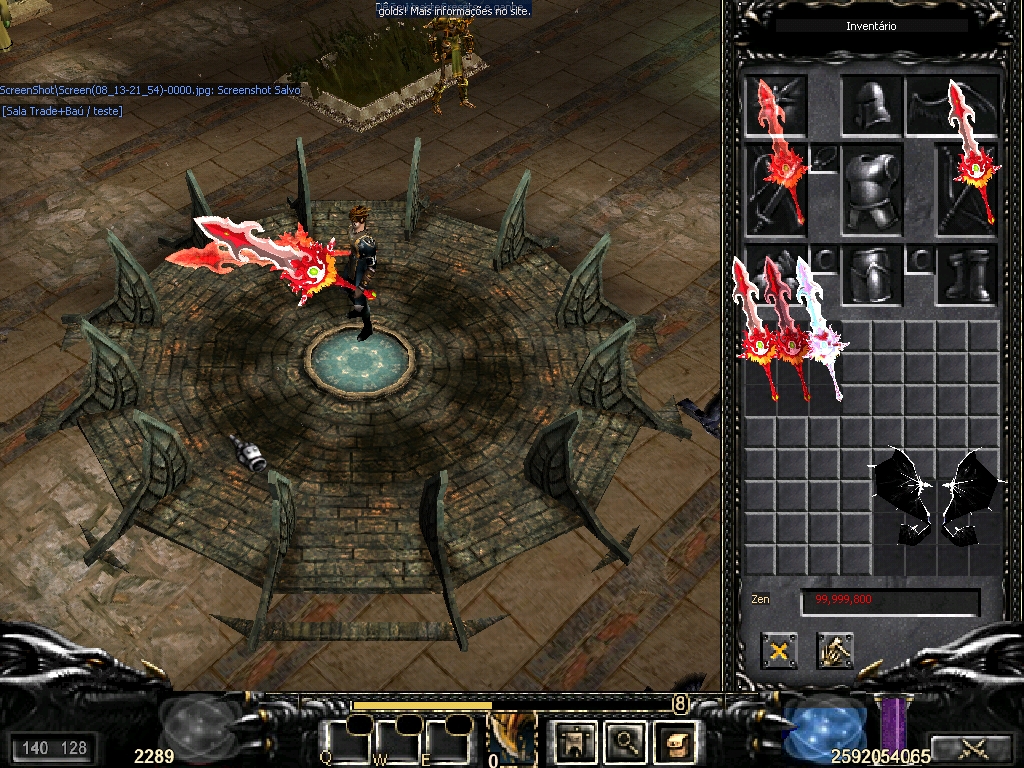 golds! Mais informações no site.
Inventário
ScreenShot\Screen(08_13-21_54)-0000.jpg: Screenshot Salvo
[Sala Trade+Baú / teste]
Zen 99,999,800
8
140 128
2289
Q W E 0
2592054065